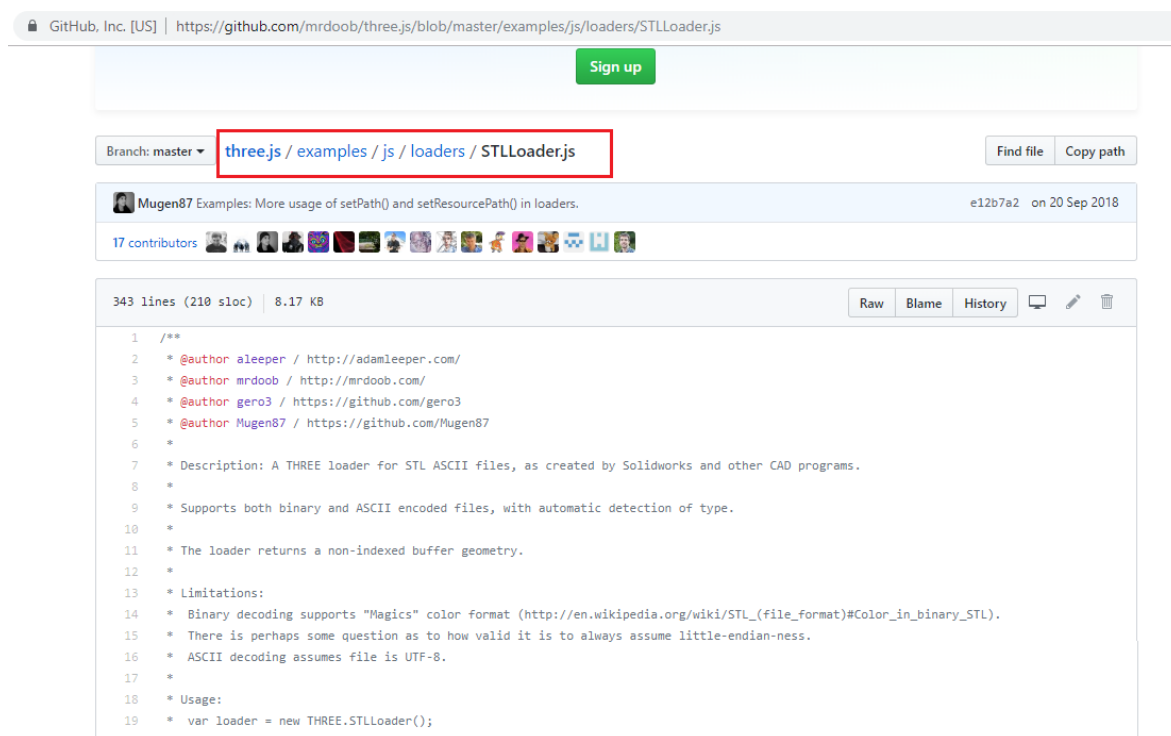 GitHub, Inc. [US] | https://github.com/mrdoob/three.js/blob/master/examples/js/loaders/STLLoader.js
Sign up
Branch: master three.js / examples / js / loaders / STLLoader.js Find file Copy path
Mugen87 Examples: More usage of setPath() and setResourcePath() in loaders. e12b7a2 on 20 Sep 2018
17 contributors
343 lines (210 sloc) 8.17 KB Raw Blame History
1 /**
2 * @author aleeper / http://adamleeper.com/
3 * @author mrdoob / http://mrdoob.com/
4 * @author gero3 / https://github.com/gero3
5 * @author Mugen87 / https://github.com/Mugen87
6 *
7 * Description: A THREE loader for STL ASCII files, as created by Solidworks and other CAD programs.
8 *
9 * Supports both binary and ASCII encoded files, with automatic detection of type.
10 *
11 * The loader returns a non-indexed buffer geometry.
12 *
13 * Limitations:
14 *  Binary decoding supports "Magics" color format (http://en.wikipedia.org/wiki/STL_(file_format)#Color_in_binary_STL).
15 *  There is perhaps some question as to how valid it is to always assume little-endian-ness.
16 *  ASCII decoding assumes file is UTF-8.
17 *
18 * Usage:
19 *  var loader = new THREE.STLLoader();